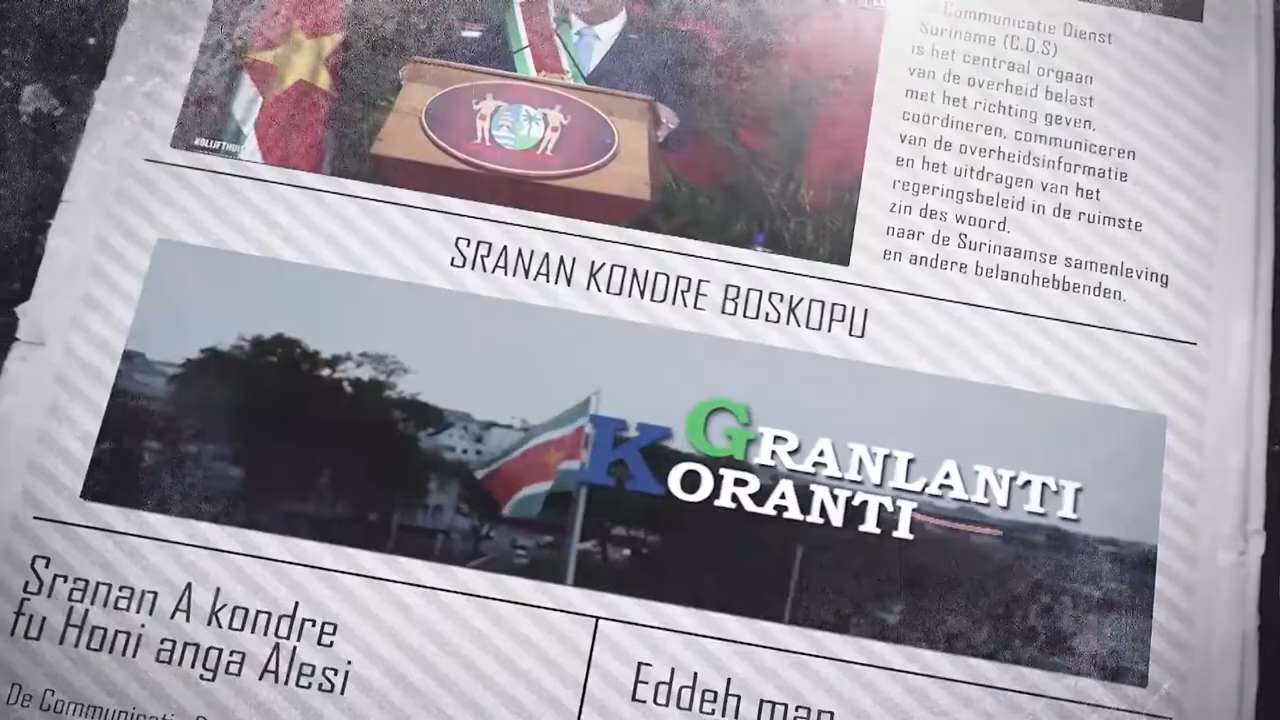 Communicatie Dienst
Suriname (C.D.S)
is het centraal orgaan
van de overheid belast
met het richting geven,
coördineren, communiceren
van de overheidsinformatie
en het uitdragen van het
regeringsbeleid in de ruimste
zin des woord.
naar de Surinaamse samenleving
en andere belanghebbenden.
#BLIJFTHUIS
SRANAN KONDRE BOSKOPU
GRANLANTI
KORANTI
Sranan A kondre
fu Honi anga Alesi
De
Eddeh man